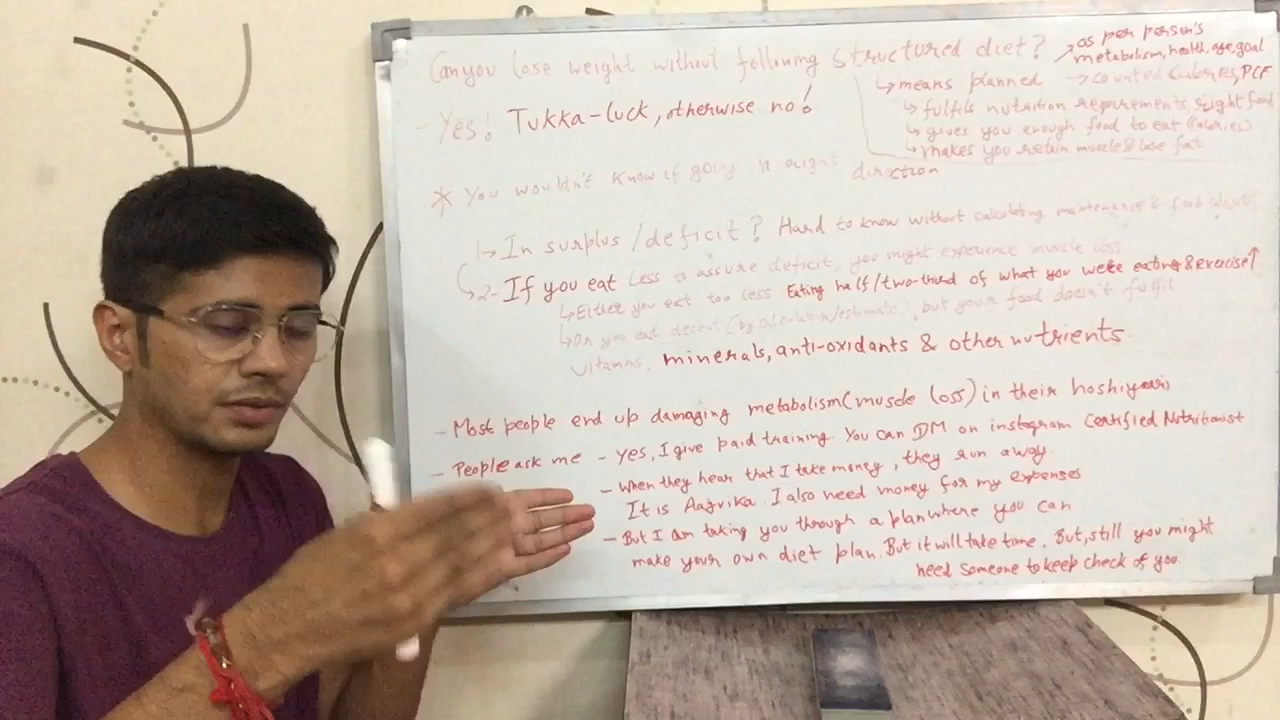 Can you lose weight without following structured diet?
as per person's
metabolism, health, age, goal
↳ means planned → counted calories, PCF
↳ fulfils nutrition requirements right food
↳ gives you enough food to eat (calories)
↳ makes you retain muscle & lose fat
- Yes! Tukka-luck, otherwise no!
* You wouldn't know if going in right direction
1→ In surplus/deficit? Hard to know without calculating maintenance & food calories
2- If you eat less to assure deficit, you might experience muscle loss
↳ Either you eat too less Eating half/two-third of what you were eating & exercise↑
↳ Or you eat decent (by calculation/estimate), but your food doesn't fulfil
vitamins, minerals, anti-oxidants & other nutrients.
- Most people end up damaging metabolism (muscle loss) in their hoshiyari
- People ask me - Yes, I give paid training. You can DM on instagram Certified Nutritionist
- When they hear that I take money, they run away.
It is Aajivika. I also need money for my expenses
- But I am taking you through a plan where you can
make your own diet plan. But it will take time. But, still you might
need someone to keep check of you.